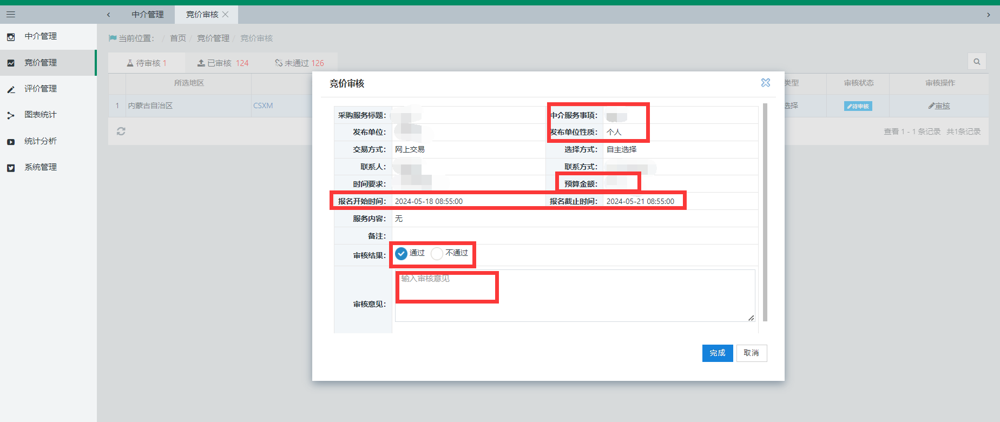 中介管理
竞价审核
中介管理
竞价管理
评价管理
图表统计
统计分析
系统管理
当前位置： / 首页 / 竞价管理 / 竞价审核
待审核 1
已审核 124
未通过 126
所选地区
类型
审核状态
审核操作
1
内蒙古自治区
CSXM
选择
待审核
审核
查看 1 - 1 条记录 共1条记录
竞价审核
采购服务标题：
中介服务事项：
发布单位：
发布单位性质： 个人
交易方式： 网上交易
选择方式： 自主选择
联系人：
联系方式：
时间要求：
预算金额：
报名开始时间： 2024-05-18 08:55:00
报名截止时间： 2024-05-21 08:55:00
服务内容： 无
备注：
审核结果： 通过 不通过
输入审核意见
审核意见：
完成
取消